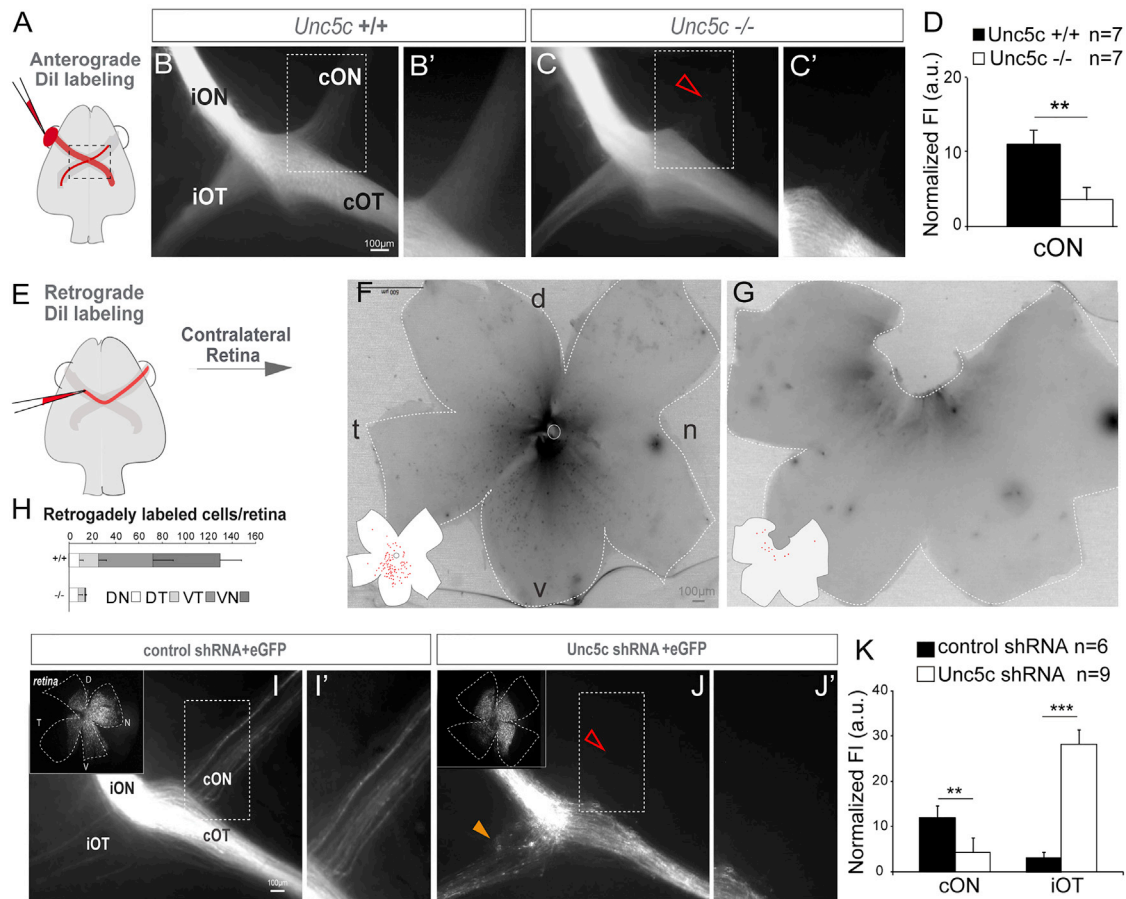 A
Anterograde
DiI labeling
Unc5c +/+
Unc5c -/-
B
iON
cON
iOT
cOT
100µm
B'
C
C'
D
Unc5c +/+ n=7
Unc5c -/- n=7
Normalized FI (a.u.)
20
10
0
**
cON
E
Retrograde
DiI labeling
Contralateral
Retina
F
600 µm
d
t
n
v
100µm
G
H
Retrogadely labeled cells/retina
0 20 40 60 80 100 120 140 160
+/+
-/-
DN DT VT VN
control shRNA+eGFP
Unc5c shRNA+eGFP
retina
D
T
N
V
I
iON
cON
iOT
cOT
100µm
I'
J
J'
K
control shRNA n=6
Unc5c shRNA n=9
Normalized FI (a.u.)
40
30
20
10
0
**
***
cON
iOT